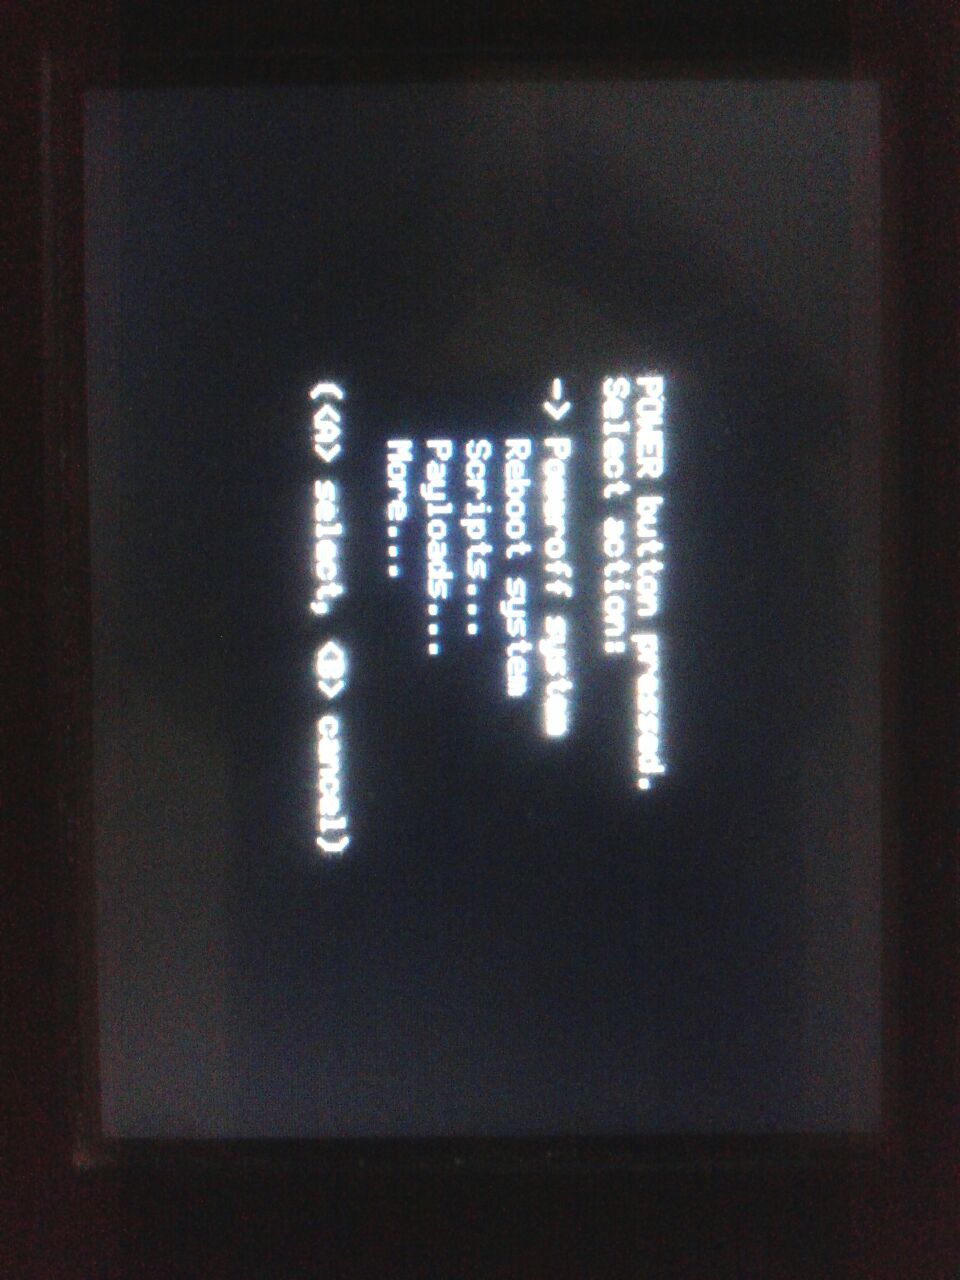 POWER button pressed.
Select action:
-> Poweroff system
Reboot system
Scripts...
Payloads...
More...
(<A> select, <B> cancel)